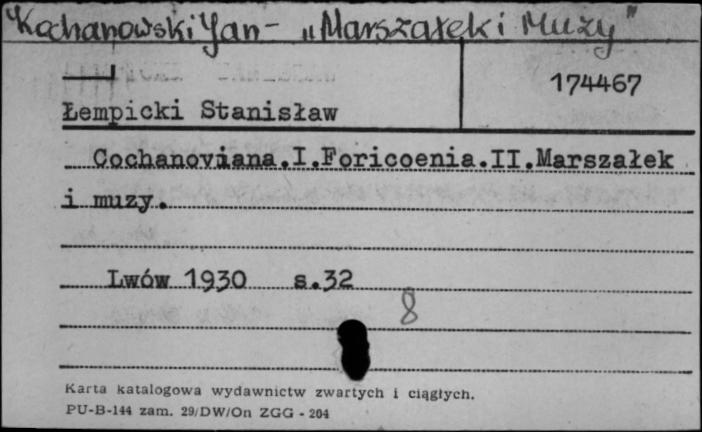 Kochanowski Jan - „Marszałek i Muzy"
174467
Łempicki Stanisław
Cochanoviana.I.Foricoenia.II.Marszałek
i muzy.
Lwów 1930 s.32
8
Karta katalogowa wydawnictw zwartych i ciągłych.
PU-B-144 zam. 29/DW/On ZGG - 204